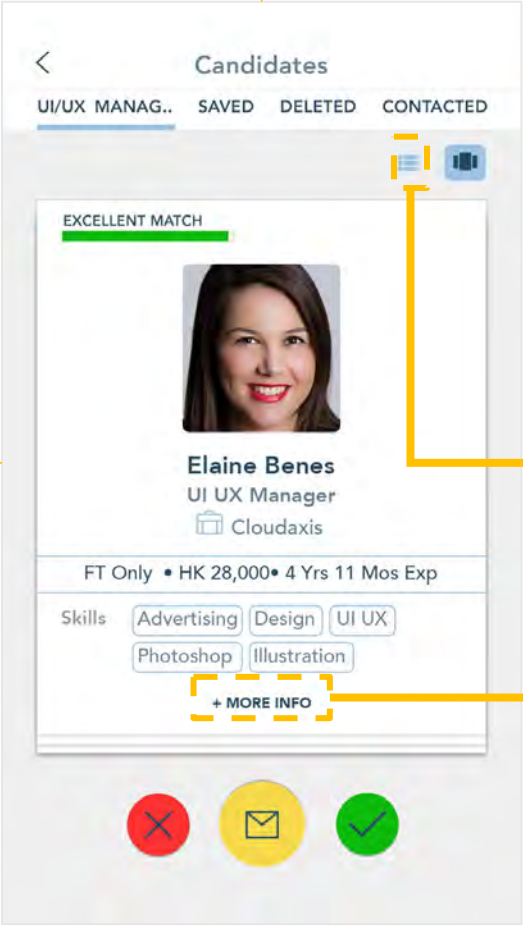 Candidates
UI/UX MANAG.. SAVED DELETED CONTACTED
EXCELLENT MATCH
Elaine Benes
UI UX Manager
Cloudaxis
FT Only • HK 28,000• 4 Yrs 11 Mos Exp
Skills Advertising Design UI UX
Photoshop Illustration
+ MORE INFO